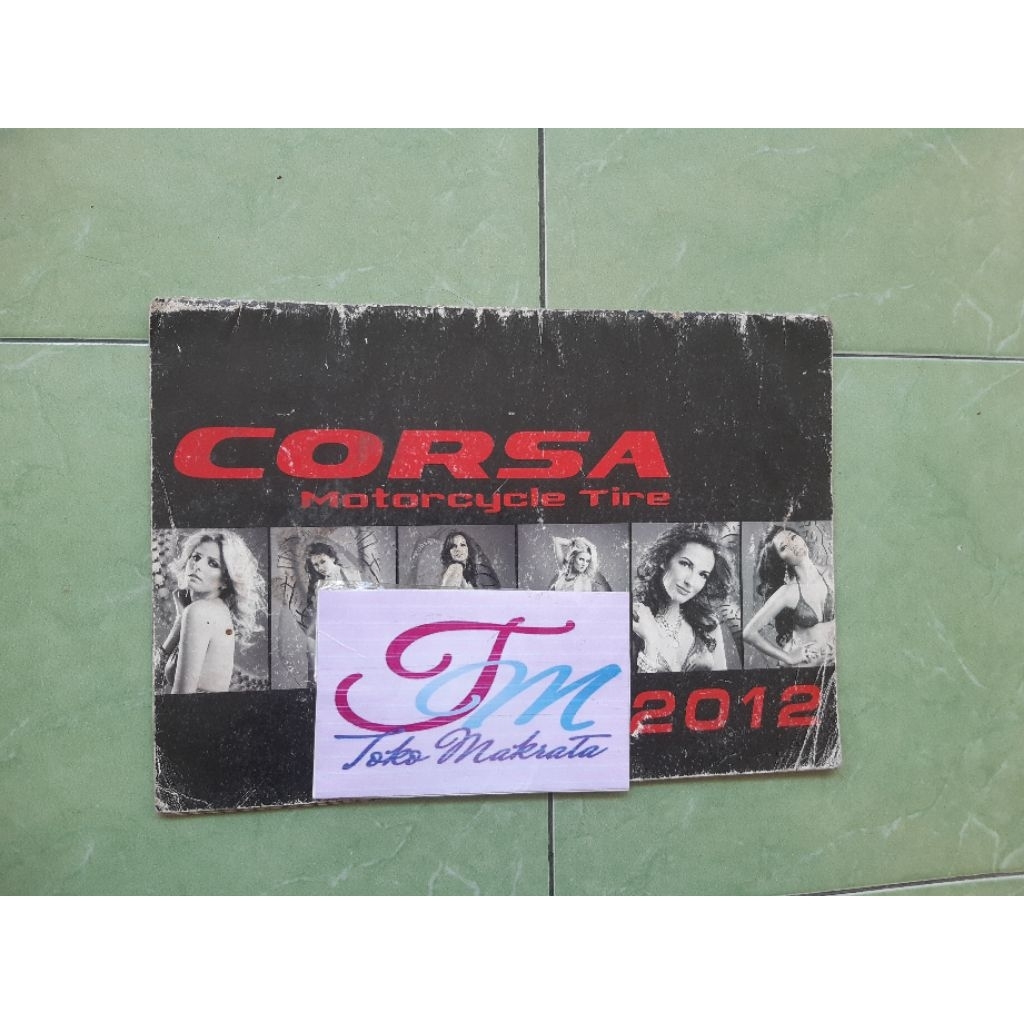 CORSA
Motorcycle Tire
2012
TM
Toko Makrata